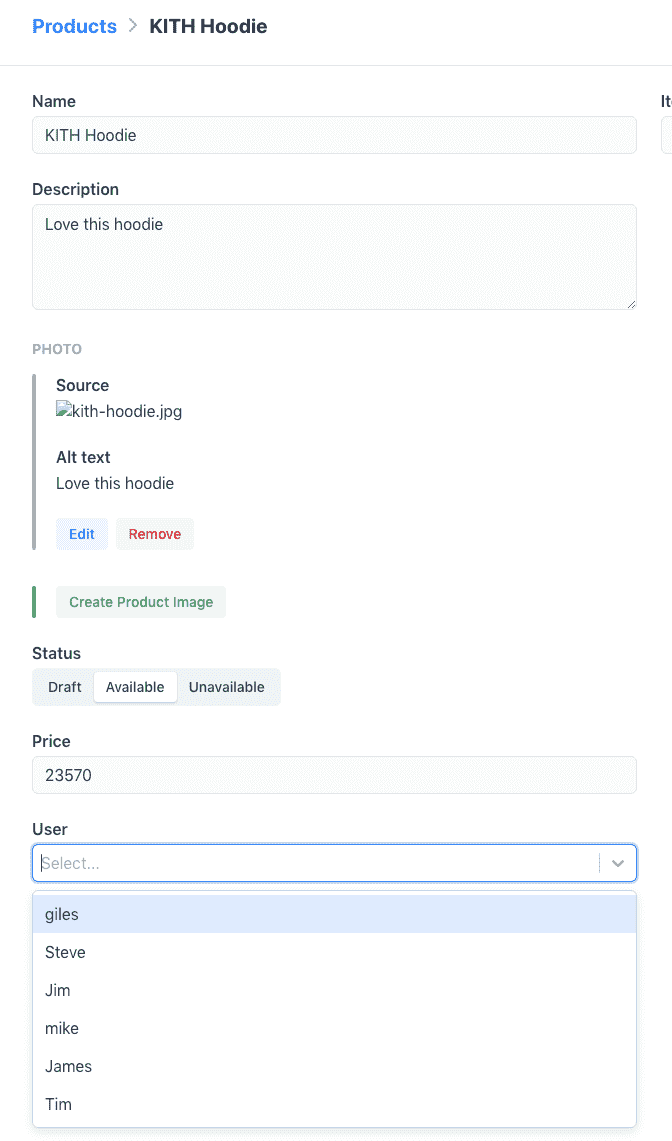 Products > KITH Hoodie
Name
It
KITH Hoodie
Description
Love this hoodie
PHOTO
Source
kith-hoodie.jpg
Alt text
Love this hoodie
Edit Remove
Create Product Image
Status
Draft Available Unavailable
Price
23570
User
Select...
giles
Steve
Jim
mike
James
Tim